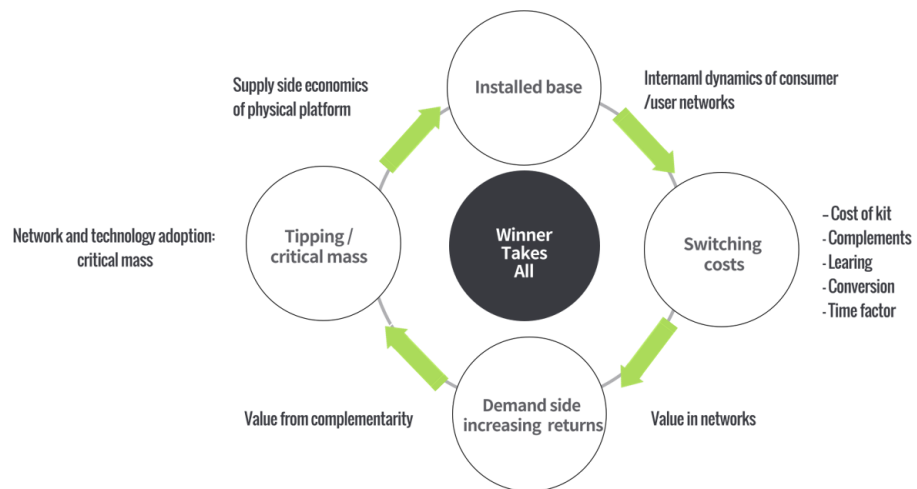 Supply side economics
of physical platform
Installed base
Internaml dynamics of consumer
/user networks
Network and technology adoption:
critical mass
Tipping /
critical mass
Winner
Takes
All
Switching
costs
- Cost of kit
- Complements
- Learing
- Conversion
- Time factor
Value from complementarity
Demand side
increasing returns
Value in networks